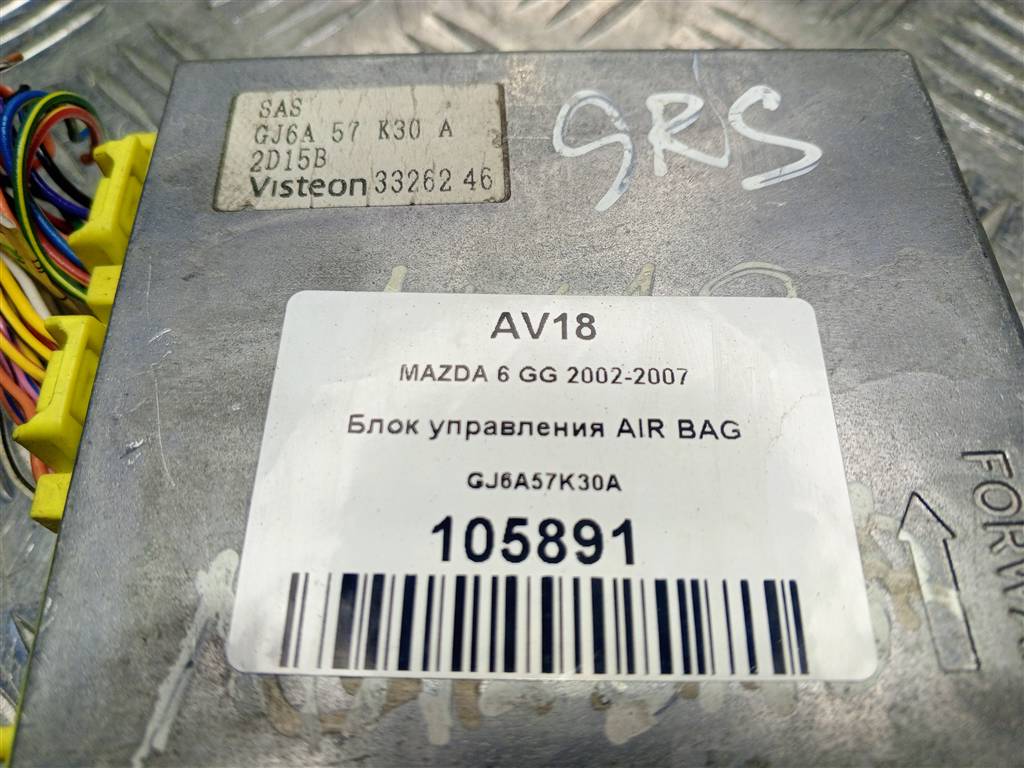 SAS
GJ6A 57 K30 A
2D15B
Visteon 33262 46
GRS
AV18
MAZDA 6 GG 2002-2007
Блок управления AIR BAG
GJ6A57K30A
105891